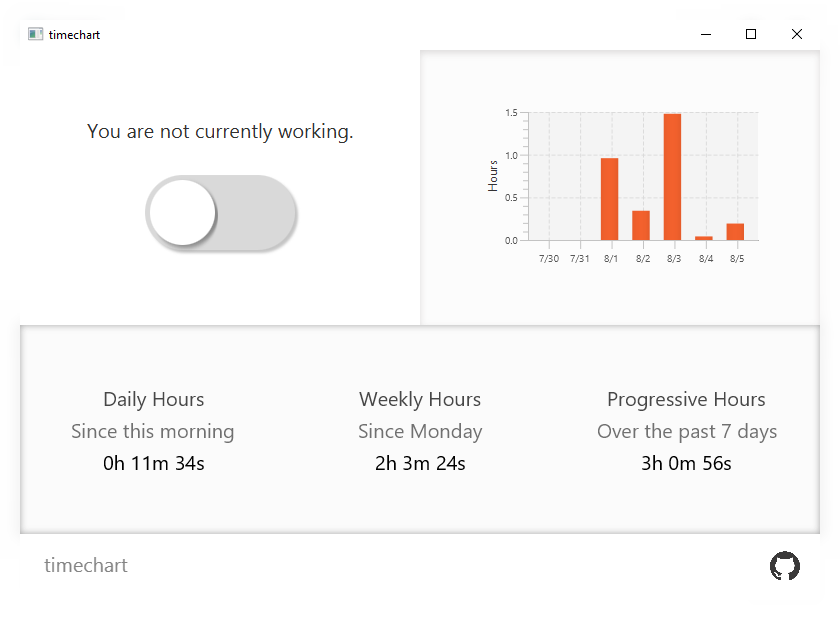 timechart
You are not currently working.
Hours
1.5
1.0
0.5
0.0
7/30 7/31 8/1 8/2 8/3 8/4 8/5
Daily Hours
Since this morning
0h 11m 34s
Weekly Hours
Since Monday
2h 3m 24s
Progressive Hours
Over the past 7 days
3h 0m 56s
timechart